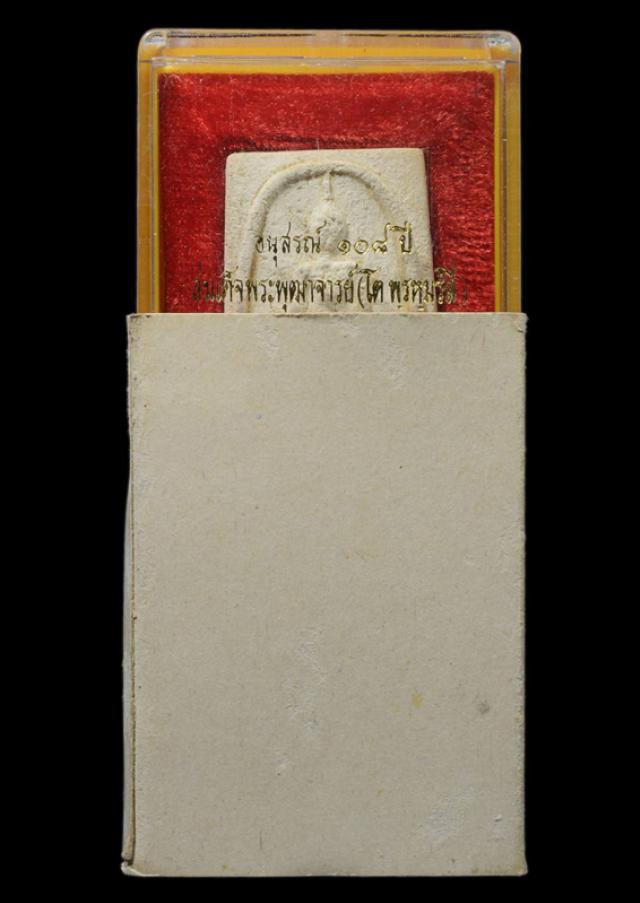 อนุสรณ์ ๑๐๘ ปี
สมเด็จพระพุฒาจารย์ (โต พรหมรังสี)